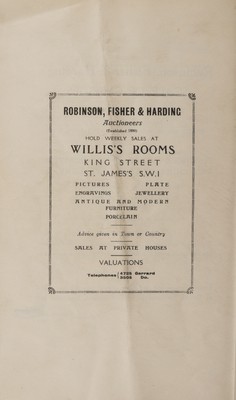 ROBINSON, FISHER & HARDING
Auctioneers
(Established 1830)
HOLD WEEKLY SALES AT
WILLIS'S ROOMS
KING STREET
ST. JAMES'S S.W.1
PICTURES PLATE
ENGRAVINGS JEWELLERY
ANTIQUE AND MODERN
FURNITURE
PORCELAIN
Advice given in Town or Country
SALES AT PRIVATE HOUSES
VALUATIONS
Telephones 4725 Gerrard
Do.